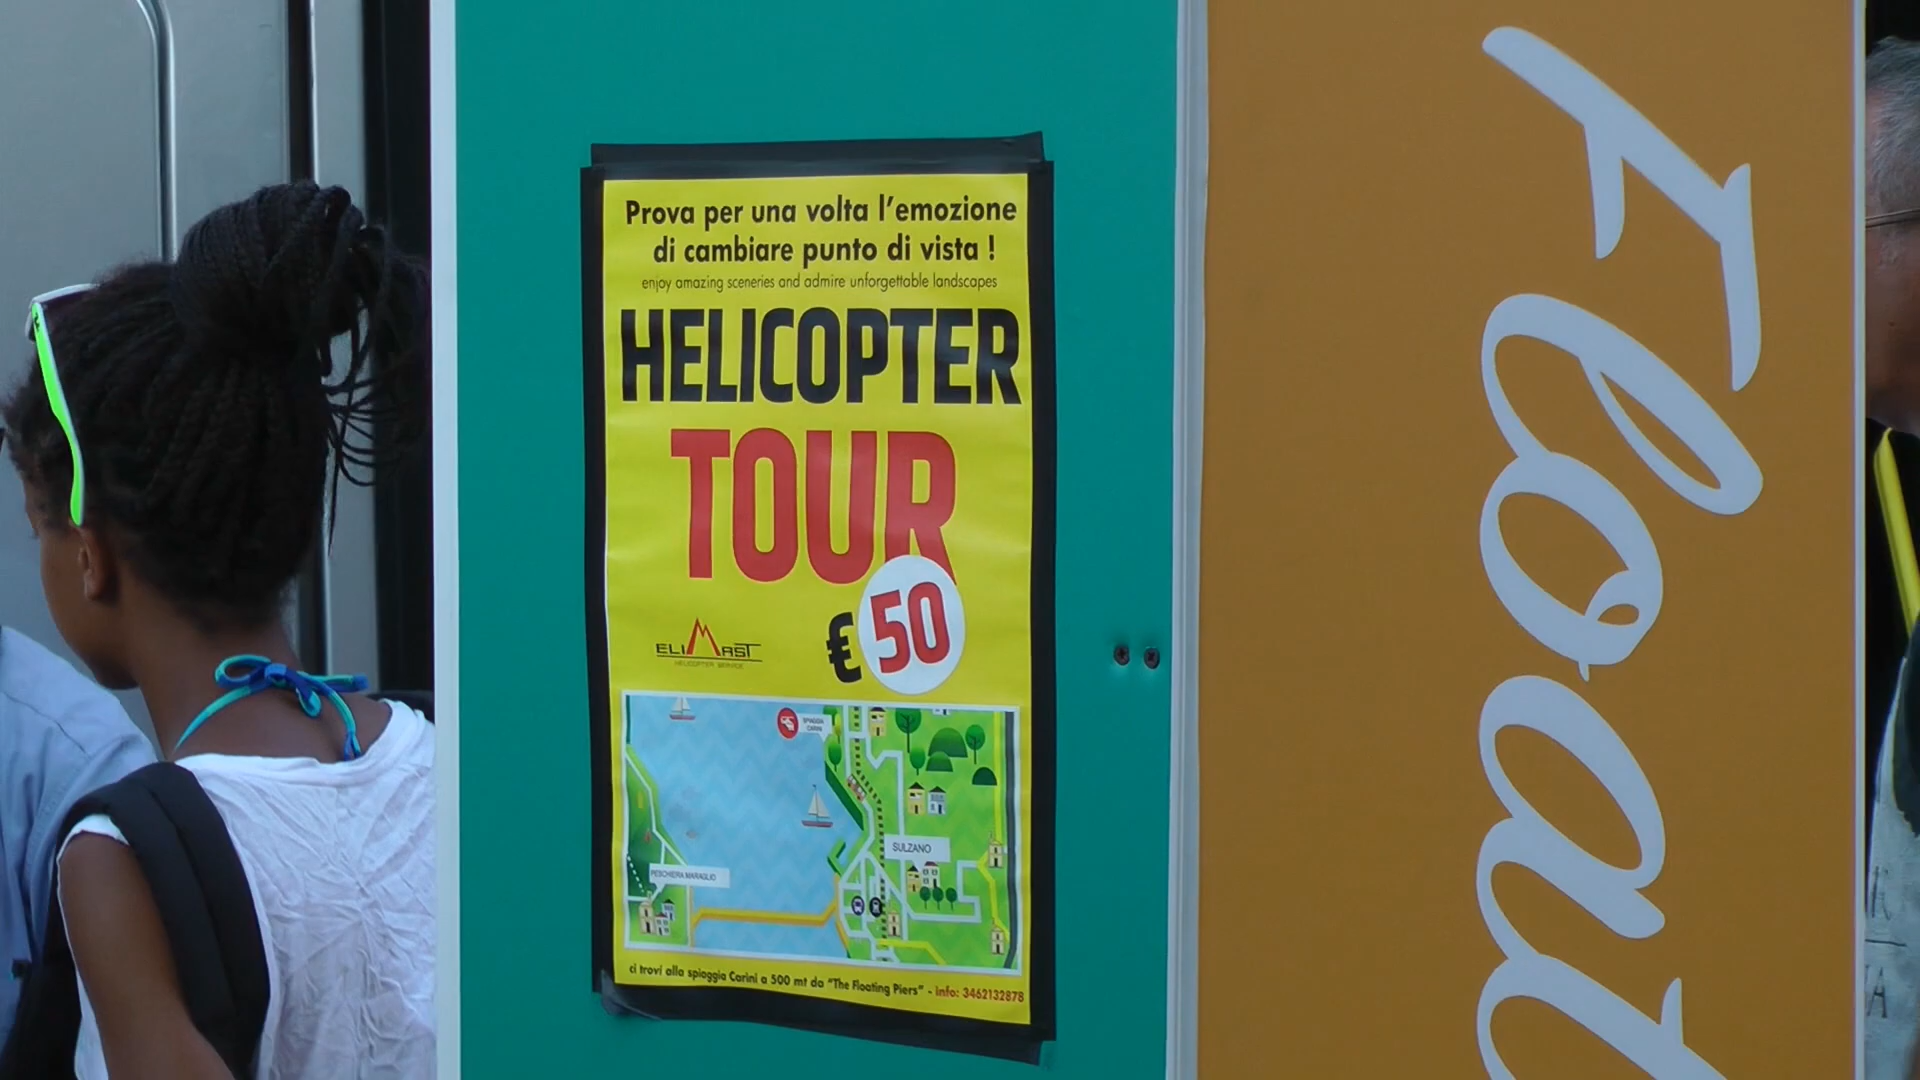 Prova per una volta l'emozione
di cambiare punto di vista !
enjoy amazing sceneries and admire unforgettable landscapes
HELICOPTER
TOUR
€ 50
ELIMAST
HELICOPTER SERVICE
SPIAGGIA
CARINI
SULZANO
PESCHIERA MARAGLIO
ci trovi alla spiaggia Carini a 500 mt da "The Floating Piers" - info: 3462132878
Float